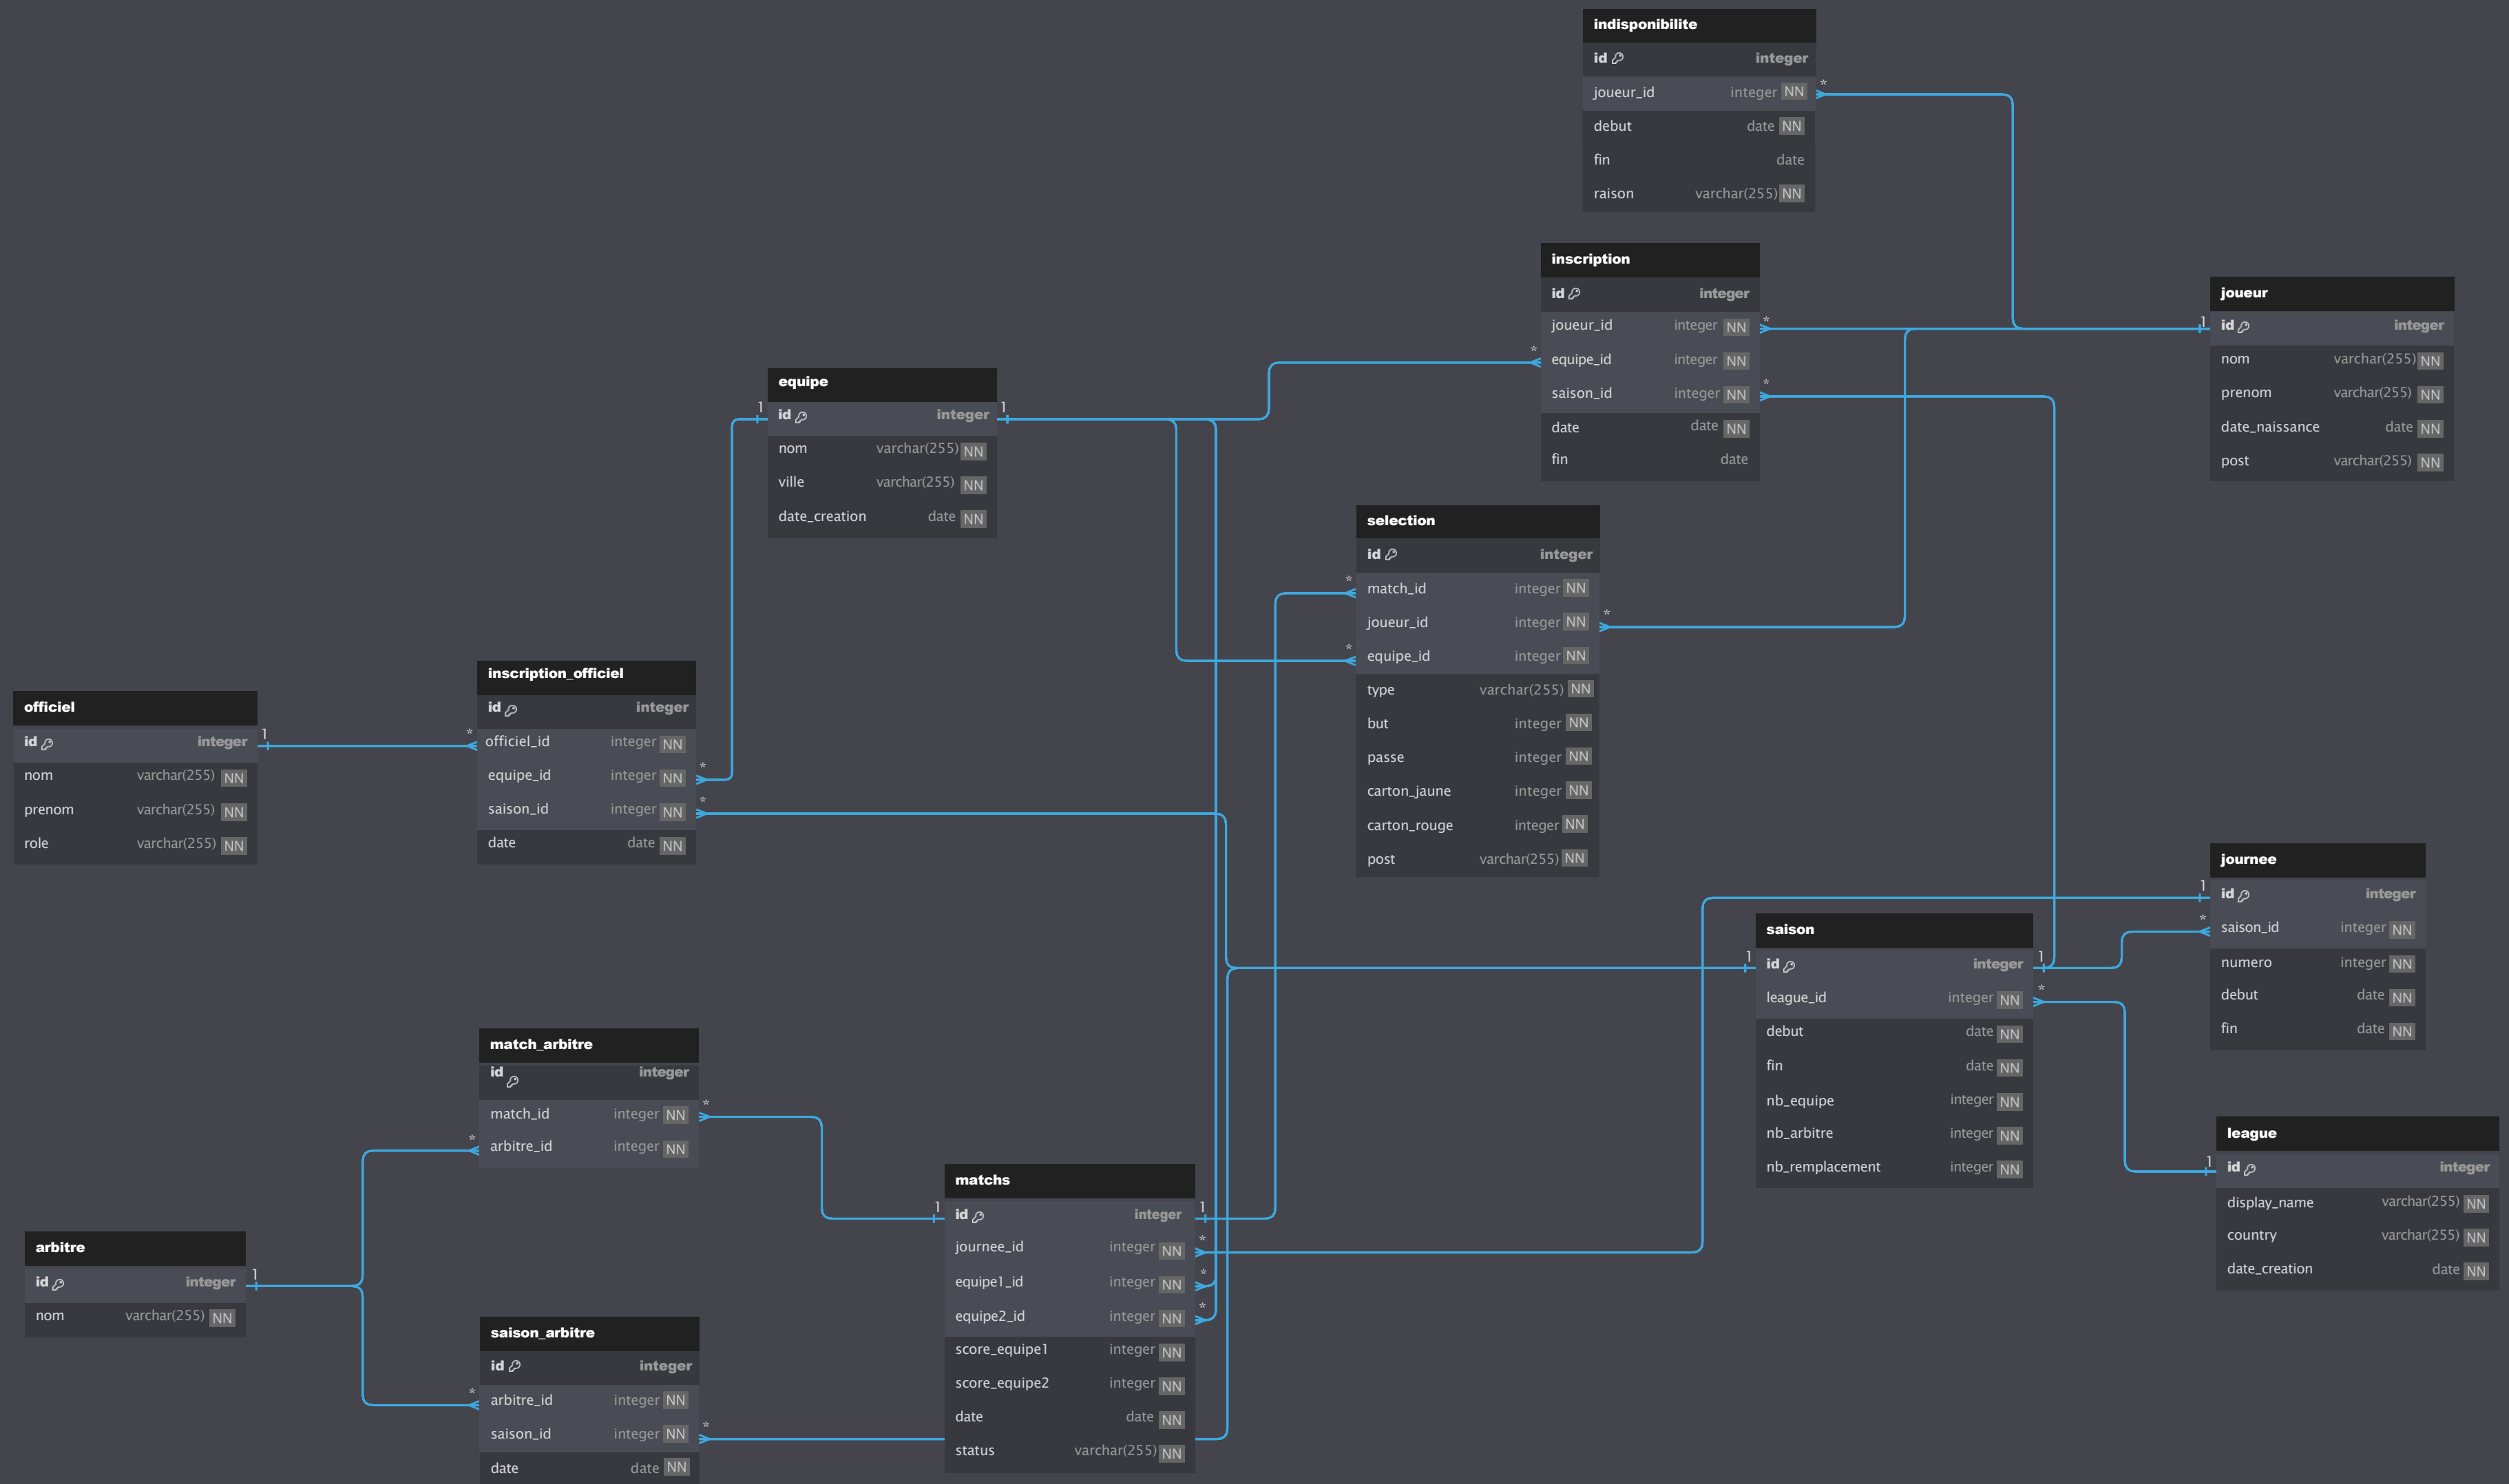 indisponibilite
id integer
* joueur_id integer NN
debut date NN
fin date
raison varchar(255) NN
inscription
id integer
* joueur_id integer NN
* equipe_id integer NN
* saison_id integer NN
date date NN
fin date
joueur
1 id integer
nom varchar(255) NN
prenom varchar(255) NN
date_naissance date NN
post varchar(255) NN
equipe
1 id integer 1
nom varchar(255) NN
ville varchar(255) NN
date_creation date NN
selection
id integer
* match_id integer NN
joueur_id integer NN *
* equipe_id integer NN
type varchar(255) NN
but integer NN
passe integer NN
carton_jaune integer NN
carton_rouge integer NN
post varchar(255) NN
officiel
id integer 1
nom varchar(255) NN
prenom varchar(255) NN
role varchar(255) NN
inscription_officiel
id integer
* officiel_id integer NN
equipe_id integer NN *
saison_id integer NN *
date date NN
journee
1 id integer
* saison_id integer NN
numero integer NN
debut date NN
fin date NN
saison
1 id integer 1
league_id integer NN *
debut date NN
fin date NN
nb_equipe integer NN
nb_arbitre integer NN
nb_remplacement integer NN
match_arbitre
id integer
match_id integer NN *
* arbitre_id integer NN
league
1 id integer
display_name varchar(255) NN
country varchar(255) NN
date_creation date NN
matchs
1 id integer 1
journee_id integer NN *
equipe1_id integer NN *
equipe2_id integer NN *
score_equipe1 integer NN
score_equipe2 integer NN
date date NN
status varchar(255) NN
arbitre
id integer 1
nom varchar(255) NN
saison_arbitre
id integer
* arbitre_id integer NN
saison_id integer NN *
date date NN